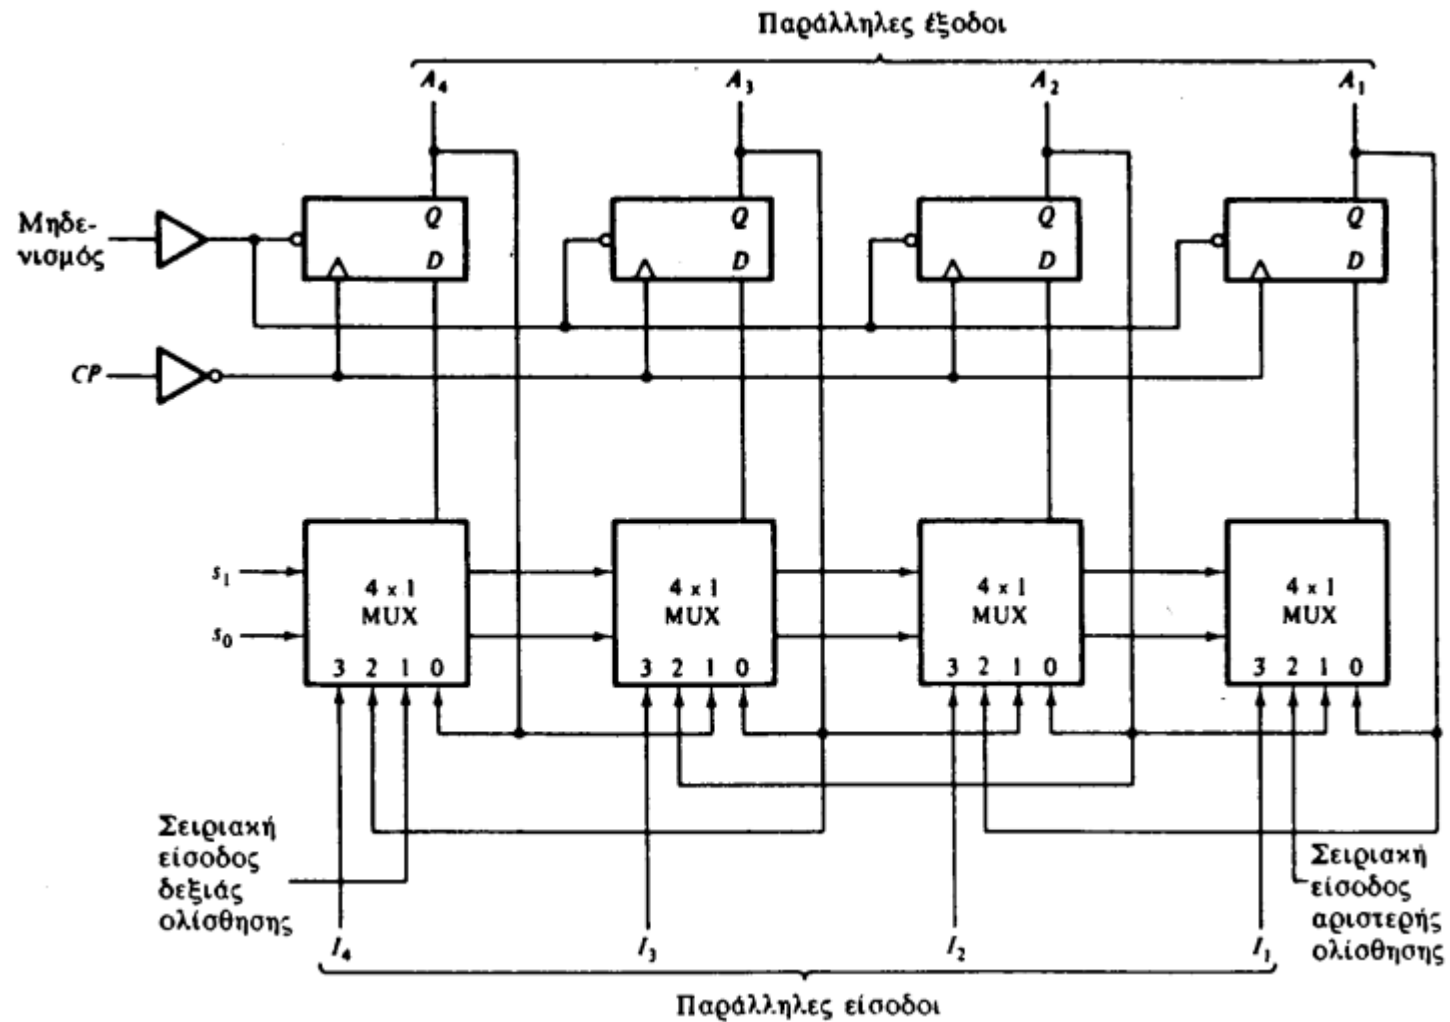 Παράλληλες έξοδοι
A4 A3 A2 A1
Q Q Q Q
Μηδε-
νισμός
D D D D
CP
s1
4 × 1 4 × 1 4 × 1 4 × 1
MUX MUX MUX MUX
s0
3 2 1 0 3 2 1 0 3 2 1 0 3 2 1 0
Σειριακή
είσοδος
δεξιάς
ολίσθησης
Σειριακή
είσοδος
αριστερής
ολίσθησης
I4 I3 I2 I1
Παράλληλες είσοδοι